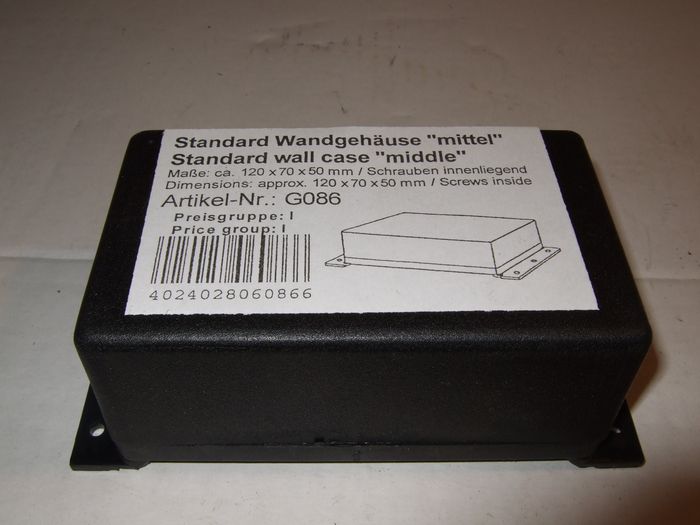 Standard Wandgehäuse "mittel"
Standard wall case "middle"
Maße: ca. 120 x 70 x 50 mm / Schrauben innenliegend
Dimensions: approx. 120 x 70 x 50 mm / Screws inside
Artikel-Nr.: G086
Preisgruppe: I
Price group: I
4024028060866